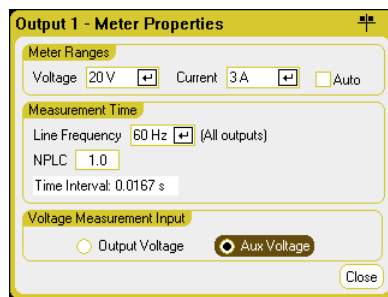 Output 1 - Meter Properties
Meter Ranges
Voltage 20 V Current 3 A Auto
Measurement Time
Line Frequency 60 Hz (All outputs)
NPLC 1.0
Time Interval: 0.0167 s
Voltage Measurement Input
Output Voltage Aux Voltage
Close